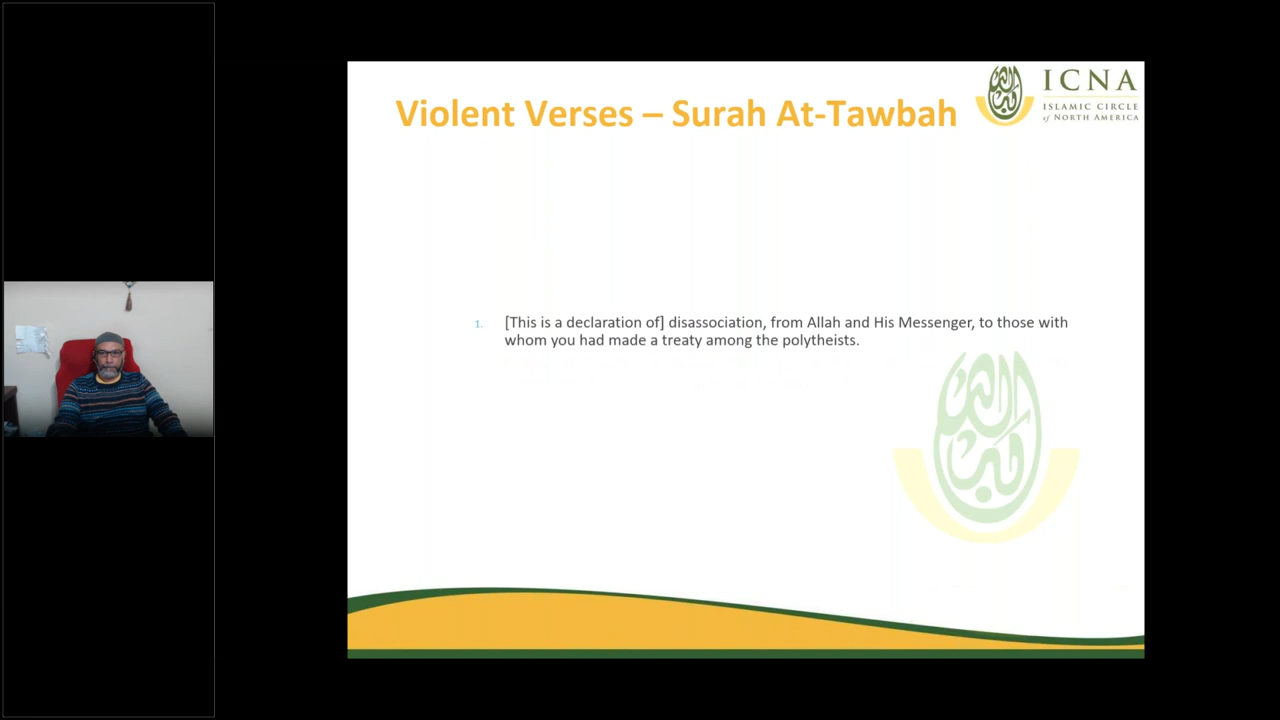 Violent Verses – Surah At-Tawbah
ICNA
ISLAMIC CIRCLE
of NORTH AMERICA
1. [This is a declaration of] disassociation, from Allah and His Messenger, to those with
whom you had made a treaty among the polytheists.